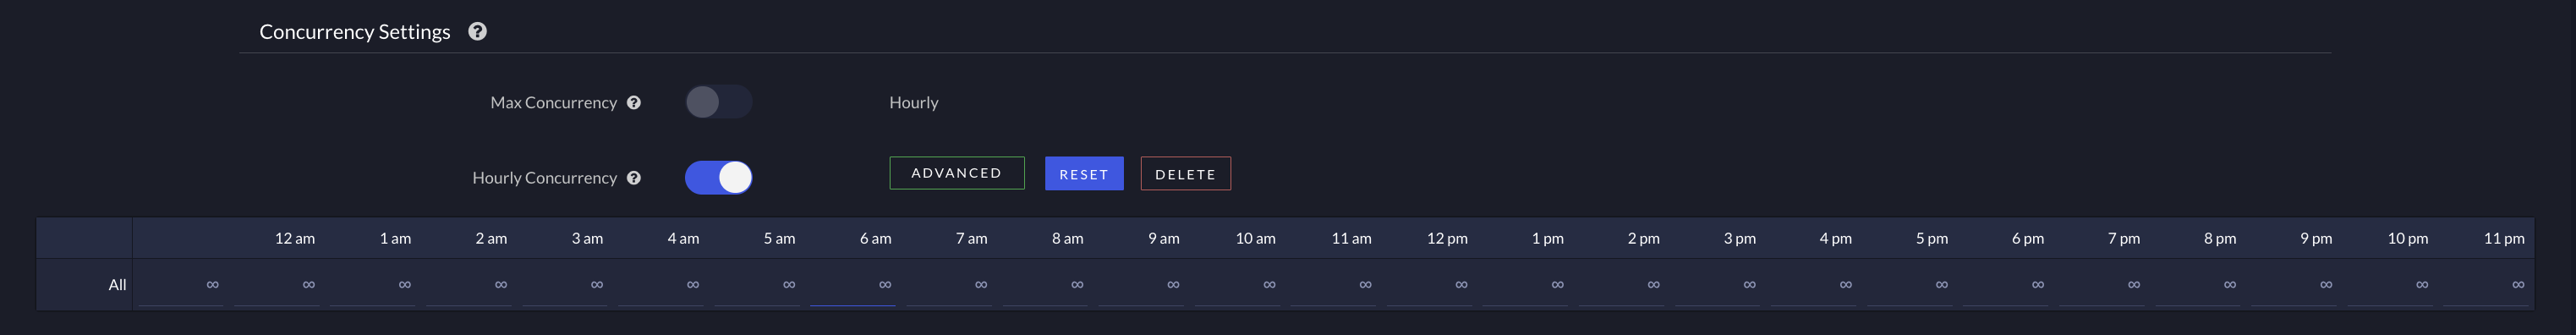 Concurrency Settings ?
Max Concurrency ? Hourly
Hourly Concurrency ? ADVANCED RESET DELETE
12 am 1 am 2 am 3 am 4 am 5 am 6 am 7 am 8 am 9 am 10 am 11 am 12 pm 1 pm 2 pm 3 pm 4 pm 5 pm 6 pm 7 pm 8 pm 9 pm 10 pm 11 pm
All ∞ ∞ ∞ ∞ ∞ ∞ ∞ ∞ ∞ ∞ ∞ ∞ ∞ ∞ ∞ ∞ ∞ ∞ ∞ ∞ ∞ ∞ ∞ ∞ ∞